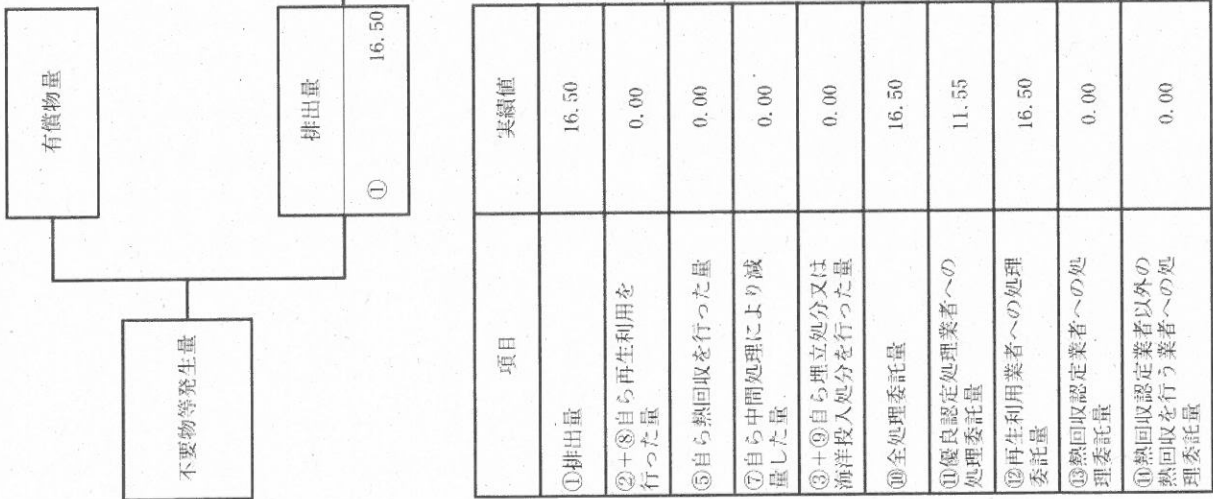 有償物量
不要物等発生量
排出量
① 16.50
項目 実績値
①排出量 16.50
②+⑧自ら再生利用を
行った量 0.00
⑤自ら熱回収を行った量 0.00
⑦自ら中間処理により減
量した量 0.00
③+⑨自ら埋立処分又は
海洋投入処分を行った量 0.00
⑩全処理委託量 16.50
⑪優良認定処理業者への
処理委託量 11.55
⑫再生利用業者への処理
委託量 16.50
⑬熱回収認定業者への処
理委託量 0.00
⑭熱回収認定業者以外の
熱回収を行う業者への処
理委託量 0.00